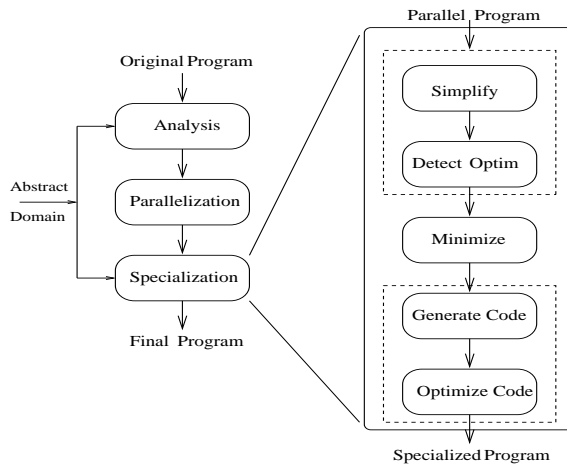 Original Program
Analysis
Abstract
Domain
Parallelization
Specialization
Final Program
Parallel Program
Simplify
Detect Optim
Minimize
Generate Code
Optimize Code
Specialized Program